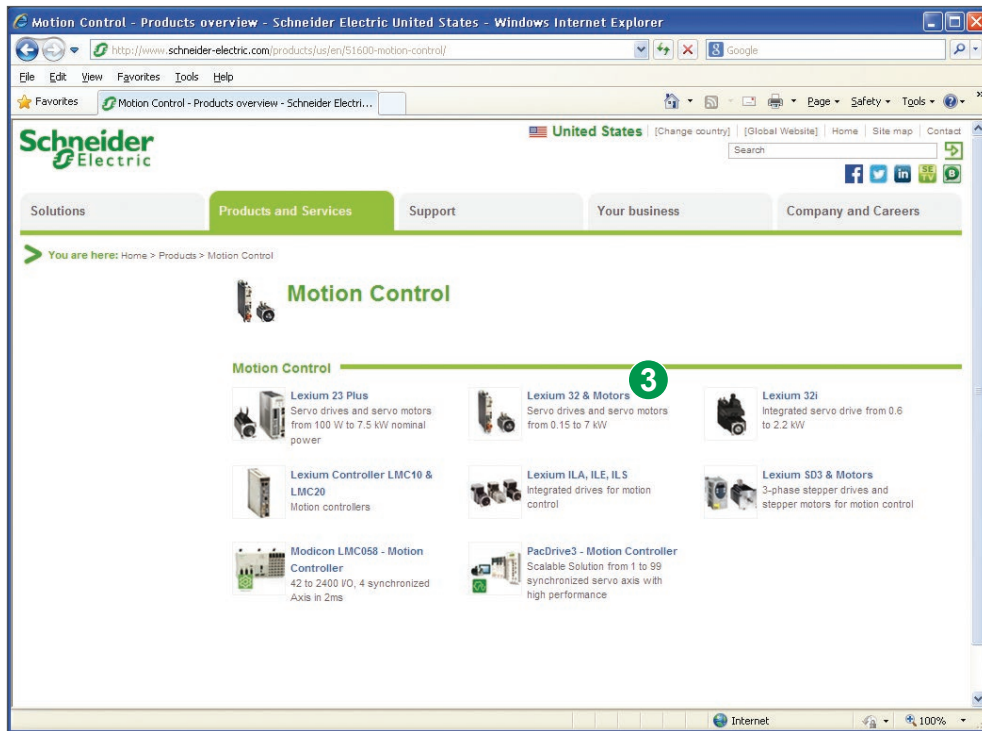 Motion Control - Products overview - Schneider Electric United States - Windows Internet Explorer
http://www.schneider-electric.com/products/us/en/51600-motion-control/
Google
File Edit View Favorites Tools Help
Favorites
Motion Control - Products overview - Schneider Electri...
Page Safety Tools
Schneider
Electric
United States [Change country] [Global Website] Home Site map Contact
Search
f in SE TV B
Solutions Products and Services Support Your business Company and Careers
You are here: Home > Products > Motion Control
Motion Control
Motion Control
3
Lexium 23 Plus
Servo drives and servo motors
from 100 W to 7.5 kW nominal
power
Lexium 32 & Motors
Servo drives and servo motors
from 0.15 to 7 kW
Lexium 32i
Integrated servo drive from 0.6
to 2.2 kW
Lexium Controller LMC10 &
LMC20
Motion controllers
Lexium ILA, ILE, ILS
Integrated drives for motion
control
Lexium SD3 & Motors
3-phase stepper drives and
stepper motors for motion control
Modicon LMC058 - Motion
Controller
42 to 2400 I/O, 4 synchronized
Axis in 2ms
PacDrive3 - Motion Controller
Scalable Solution from 1 to 99
synchronized servo axis with
high performance
Internet
100%